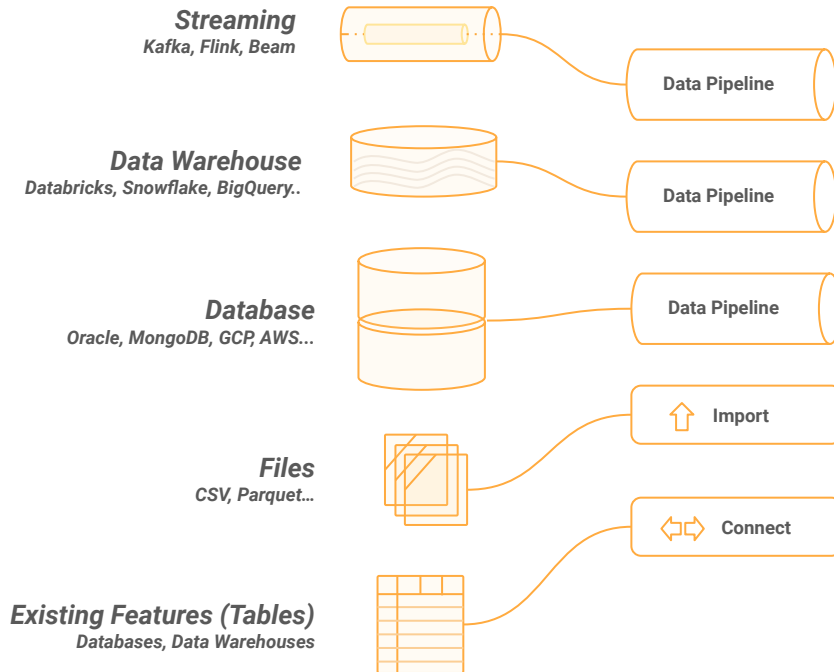 Streaming
Kafka, Flink, Beam
Data Pipeline
Data Warehouse
Databricks, Snowflake, BigQuery..
Data Pipeline
Database
Oracle, MongoDB, GCP, AWS...
Data Pipeline
Files
CSV, Parquet…
Import
Connect
Existing Features (Tables)
Databases, Data Warehouses